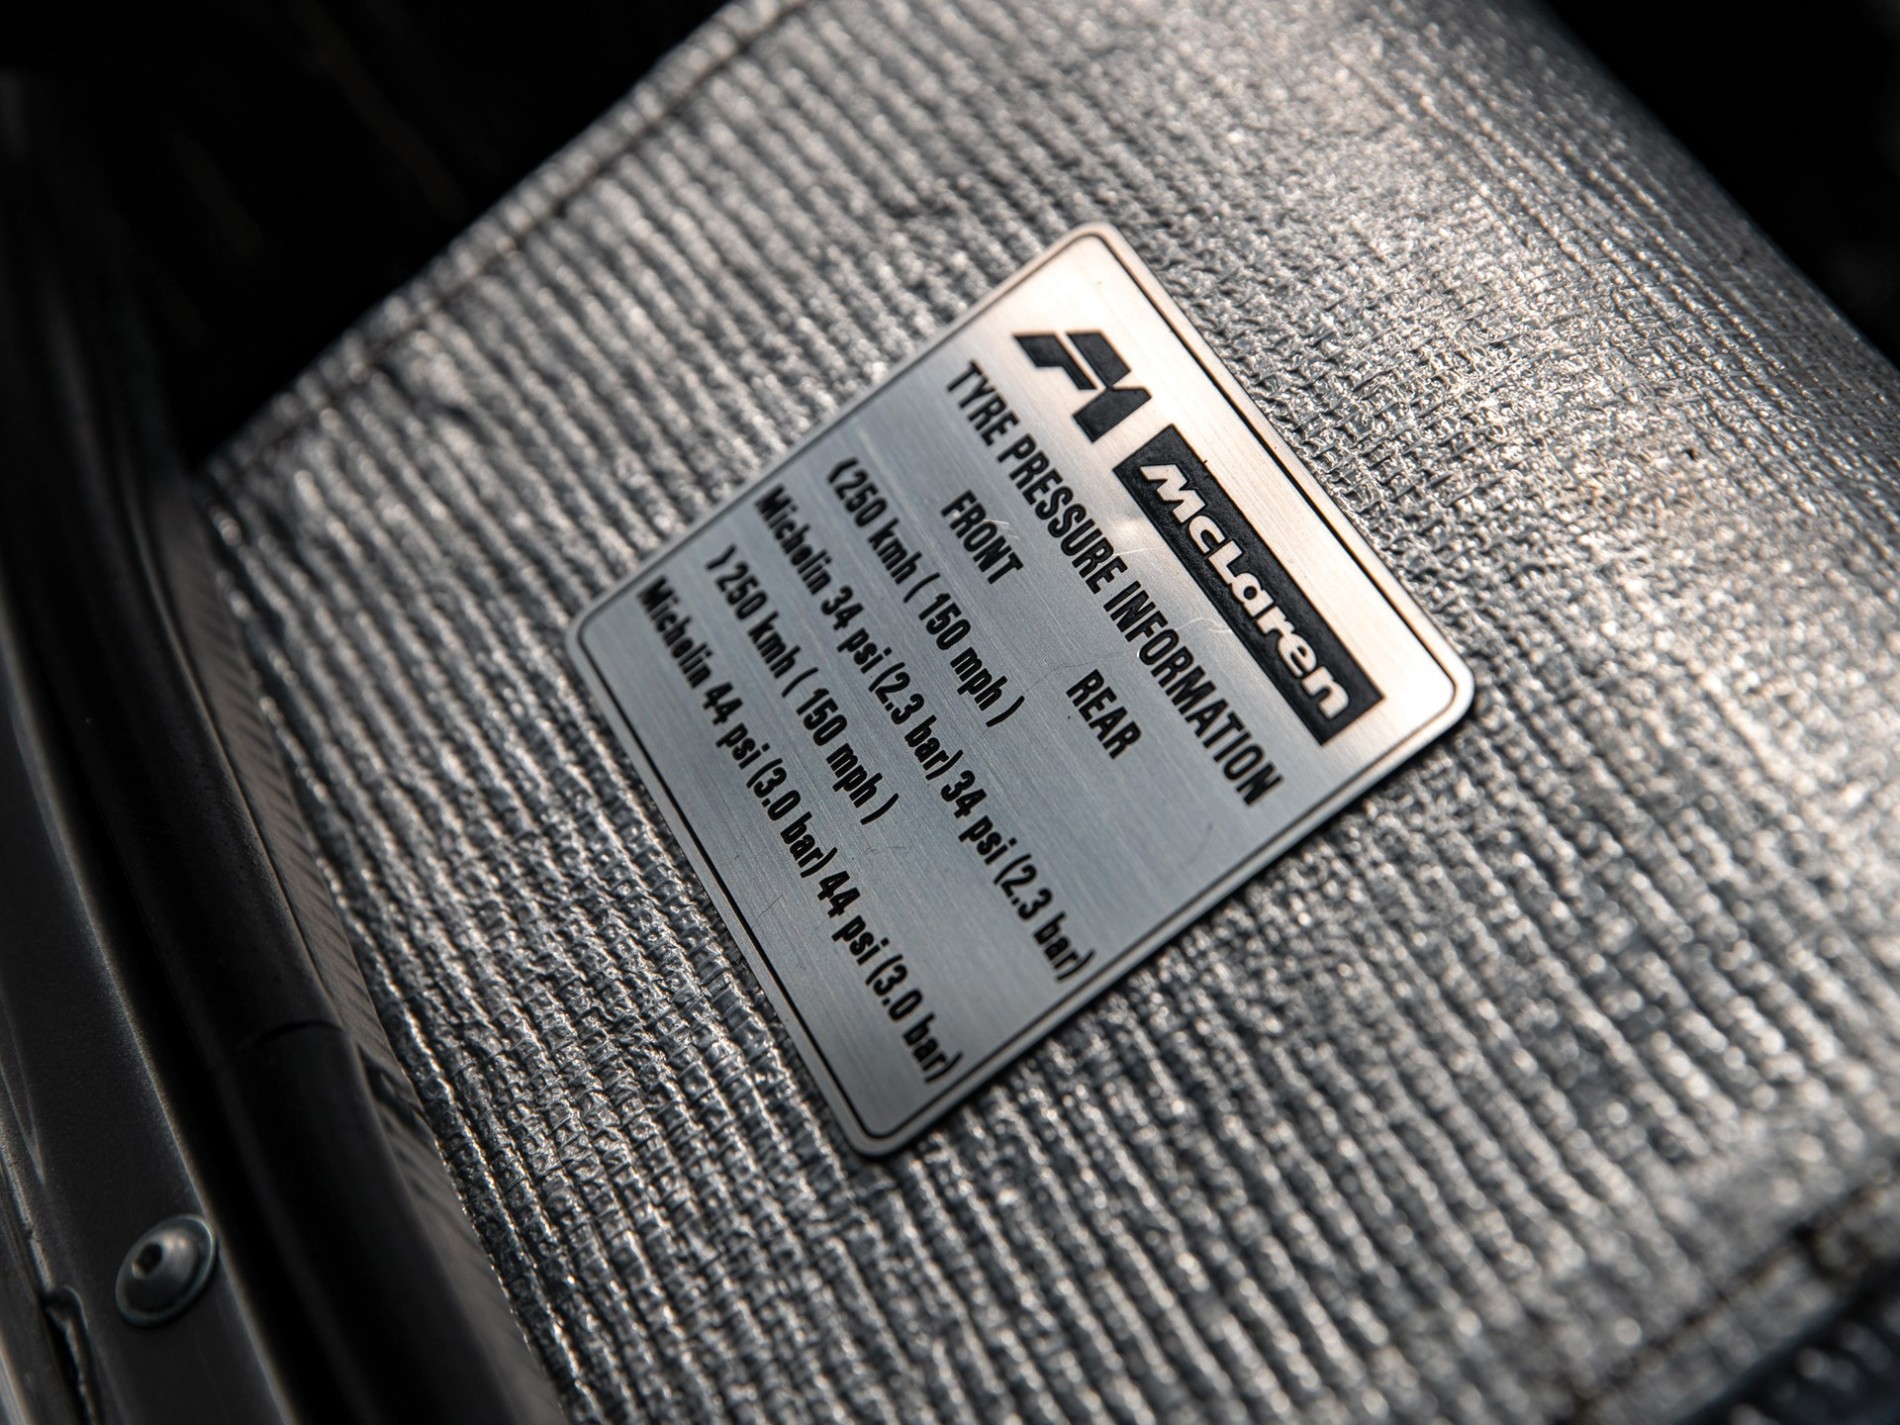 F1 McLaren
TYRE PRESSURE INFORMATION
FRONT REAR
<250 kmh ( 150 mph )
Michelin 34 psi (2.3 bar) 34 psi (2.3 bar)
>250 kmh ( 150 mph )
Michelin 44 psi (3.0 bar) 44 psi (3.0 bar)